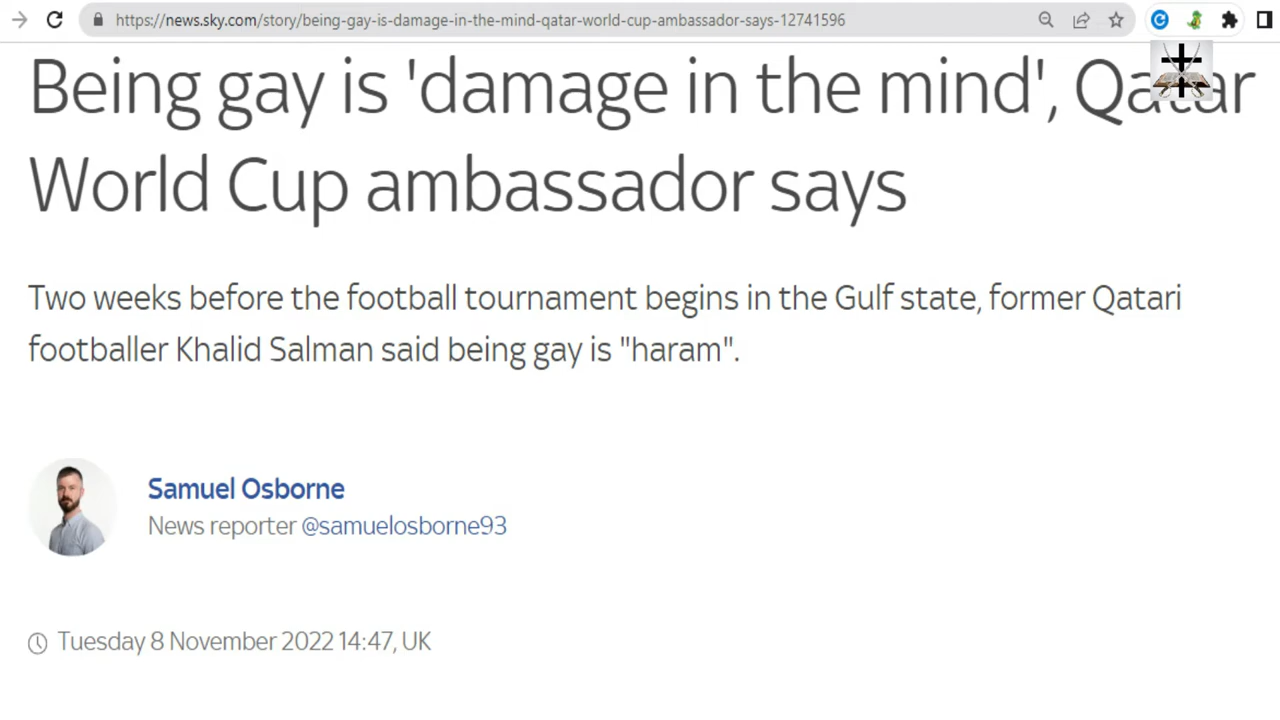 https://news.sky.com/story/being-gay-is-damage-in-the-mind-qatar-world-cup-ambassador-says-12741596
Being gay is 'damage in the mind', Qatar
World Cup ambassador says
Two weeks before the football tournament begins in the Gulf state, former Qatari
footballer Khalid Salman said being gay is "haram".
Samuel Osborne
News reporter @samuelosborne93
Tuesday 8 November 2022 14:47, UK